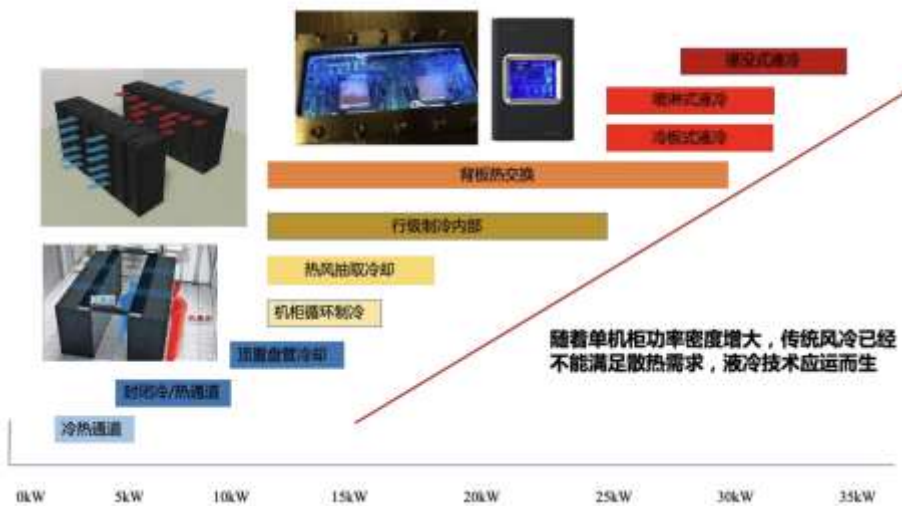 浸没式液冷
喷淋式液冷
冷板式液冷
背板热交换
行级制冷内部
热风抽取冷却
机柜循环制冷
顶置盘管冷却
封闭冷/热通道
冷热通道
随着单机柜功率密度增大，传统风冷已经
不能满足散热需求，液冷技术应运而生
0kW 5kW 10kW 15kW 20kW 25kW 30kW 35kW